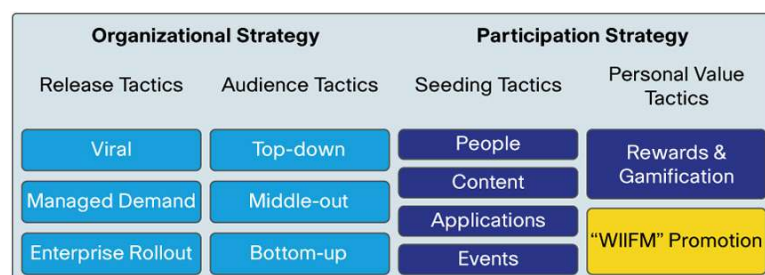 Organizational Strategy
Participation Strategy
Release Tactics
Audience Tactics
Seeding Tactics
Personal Value
Tactics
Viral
Managed Demand
Enterprise Rollout
Top-down
Middle-out
Bottom-up
People
Content
Applications
Events
Rewards &
Gamification
“WIIFM” Promotion